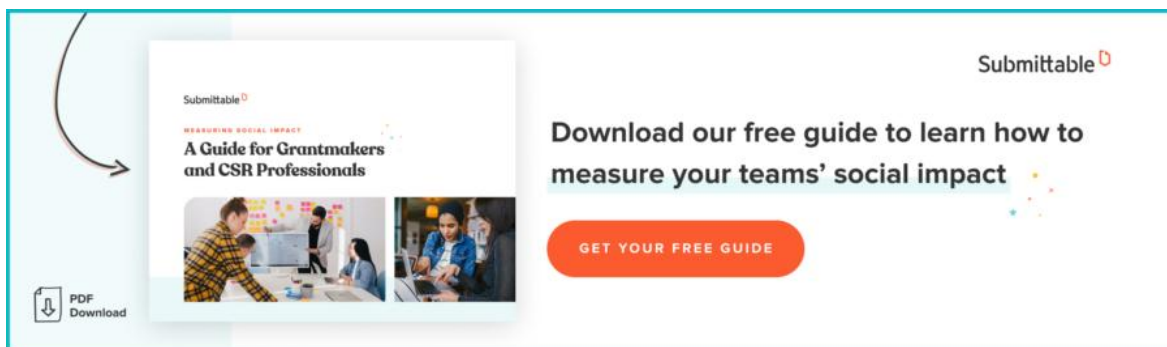 Submittable
MEASURING SOCIAL IMPACT
A Guide for Grantmakers
and CSR Professionals
PDF
Download
Submittable
Download our free guide to learn how to
measure your teams’ social impact
GET YOUR FREE GUIDE